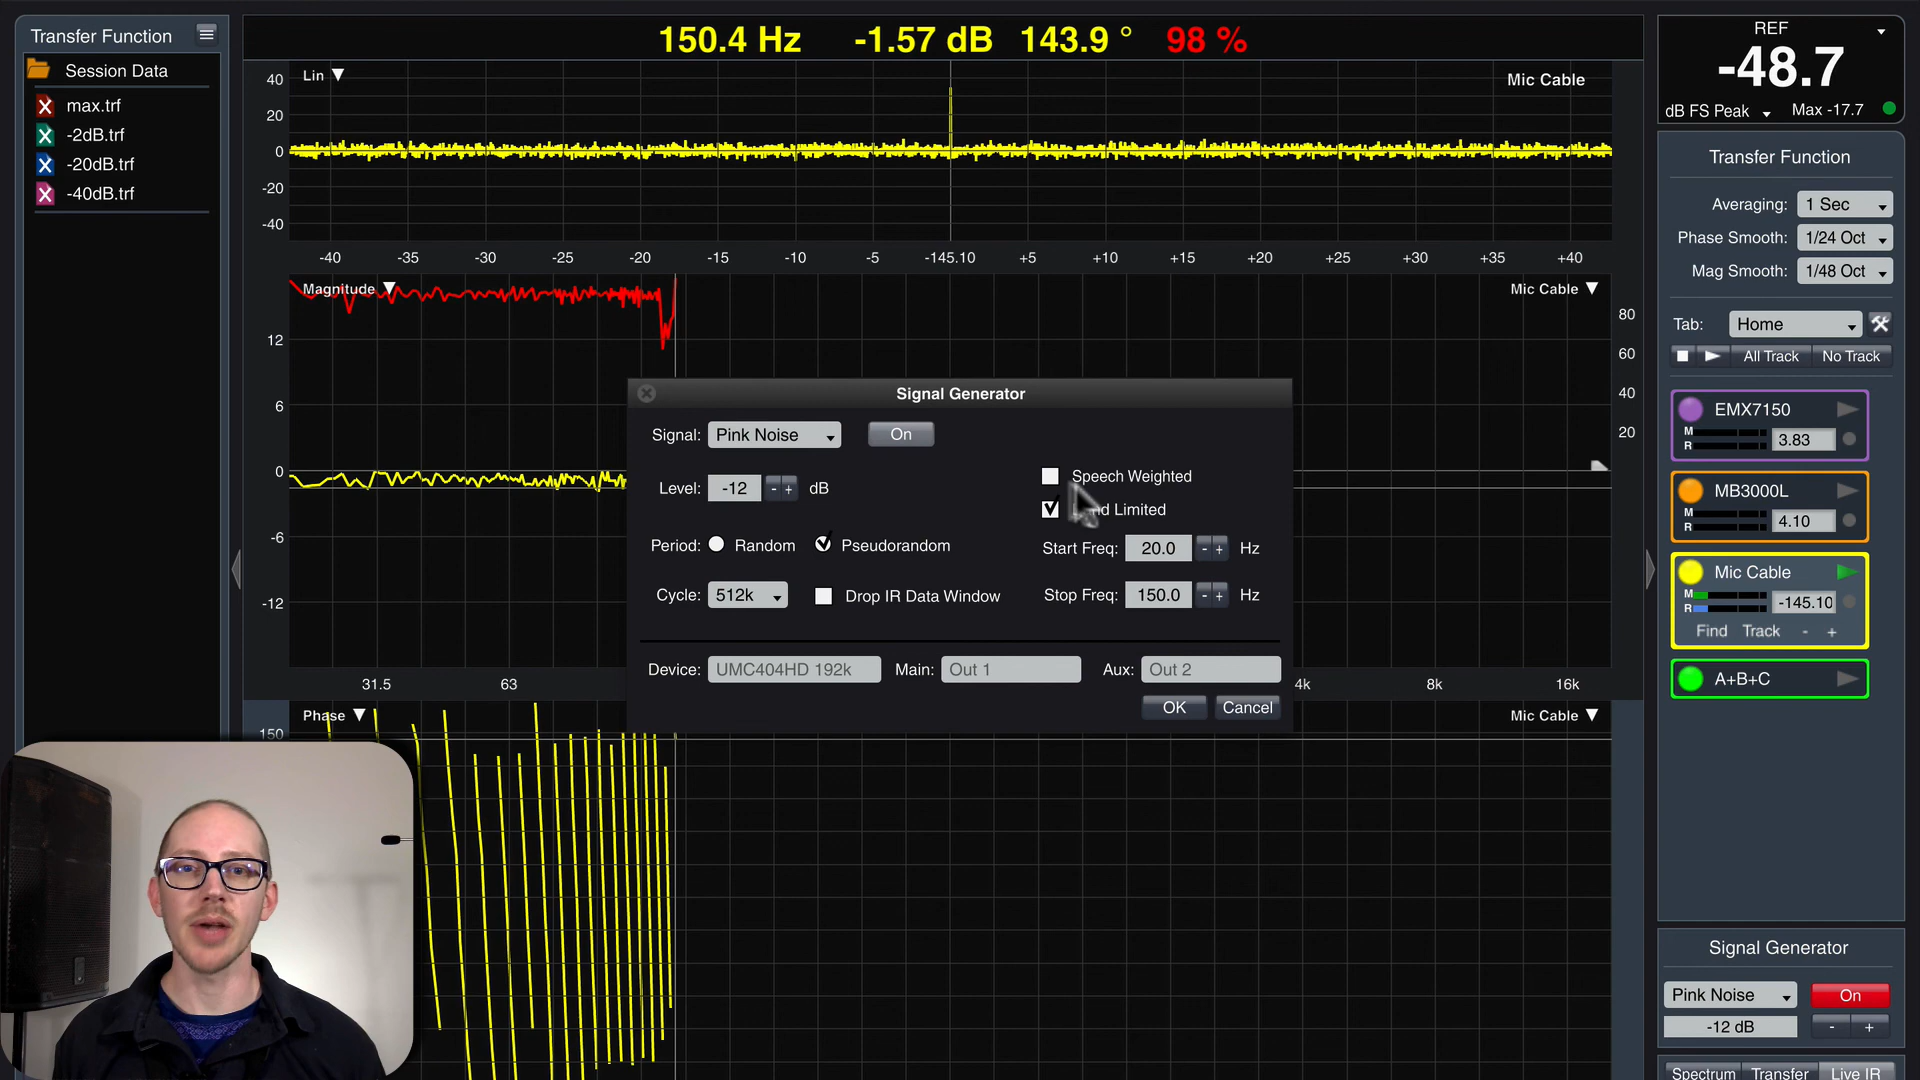 Transfer Function
Session Data
max.trf
-2dB.trf
-20dB.trf
-40dB.trf
150.4 Hz -1.57 dB 143.9 ° 98 %
Lin
Mic Cable
40
20
0
-20
-40
-40 -35 -30 -25 -20 -15 -10 -5 -145.10 +5 +10 +15 +20 +25 +30 +35 +40
Magnitude
Mic Cable
12
6
0
-6
-12
80
60
40
20
31.5 63 4k 8k 16k
Phase
Mic Cable
150
Signal Generator
Signal: Pink Noise On
Level: -12 - + dB
Speech Weighted
Limited
Period: Random Pseudorandom
Start Freq: 20.0 - + Hz
Cycle: 512k Drop IR Data Window
Stop Freq: 150.0 - + Hz
Device: UMC404HD 192k Main: Out 1 Aux: Out 2
OK Cancel
REF
-48.7
dB FS Peak Max -17.7
Transfer Function
Averaging: 1 Sec
Phase Smooth: 1/24 Oct
Mag Smooth: 1/48 Oct
Tab: Home
All Track No Track
EMX7150
M
R
3.83
MB3000L
M
R
4.10
Mic Cable
M
R
-145.10
Find Track - +
A+B+C
Signal Generator
Pink Noise On
-12 dB - +
Spectrum Transfer Live IR